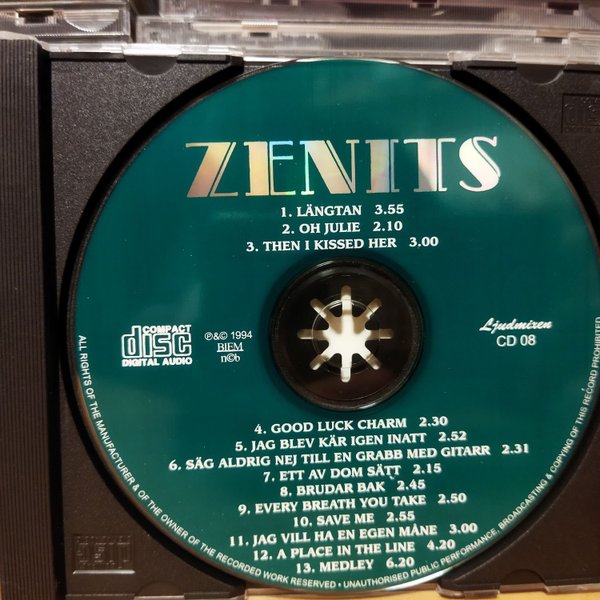 ZENITS
1. LÄNGTAN 3.55
2. OH JULIE 2.10
3. THEN I KISSED HER 3.00
COMPACT
disc
DIGITAL AUDIO
℗&© 1994
BIEM
n©b
Ljudmixen
CD 08
4. GOOD LUCK CHARM 2.30
5. JAG BLEV KÄR IGEN INATT 2.52
6. SÄG ALDRIG NEJ TILL EN GRABB MED GITARR 2.31
7. ETT AV DOM SÄTT 2.15
8. BRUDAR BAK 2.45
9. EVERY BREATH YOU TAKE 2.50
10. SAVE ME 2.55
11. JAG VILL HA EN EGEN MÅNE 3.00
12. A PLACE IN THE LINE 4.20
13. MEDLEY 6.20
ALL RIGHTS OF THE MANUFACTURER & OF THE OWNER OF THE RECORDED WORK RESERVED • UNAUTHORISED PUBLIC PERFORMANCE, BROADCASTING & COPYING OF THIS RECORD PROHIBITED